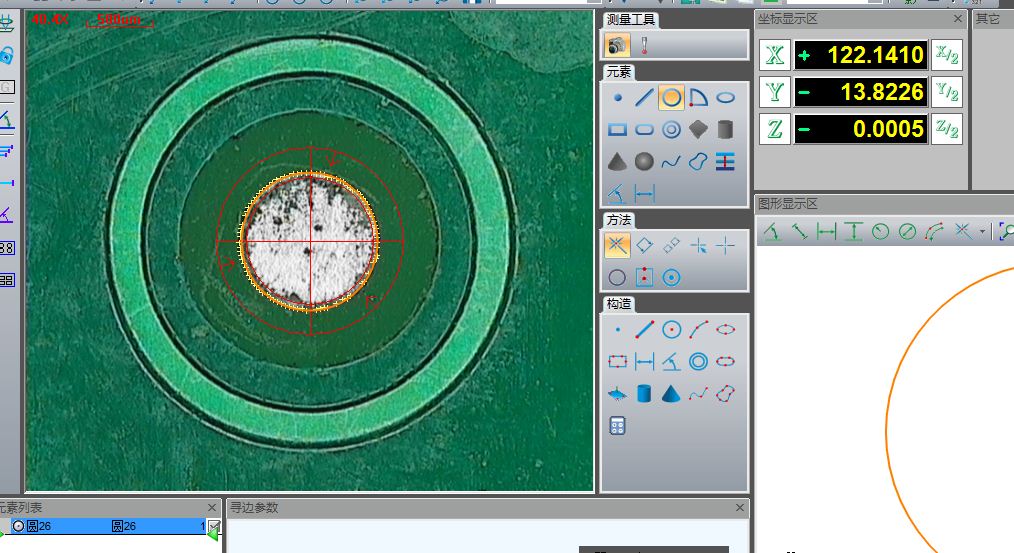 40.4X 500um
测量工具
元素
方法
构造
坐标显示区
其它
X + 122.1410 X/2
Y - 13.8226 Y/2
Z - 0.0005 Z/2
图形显示区
元素列表
圆26 圆26 1
寻边参数